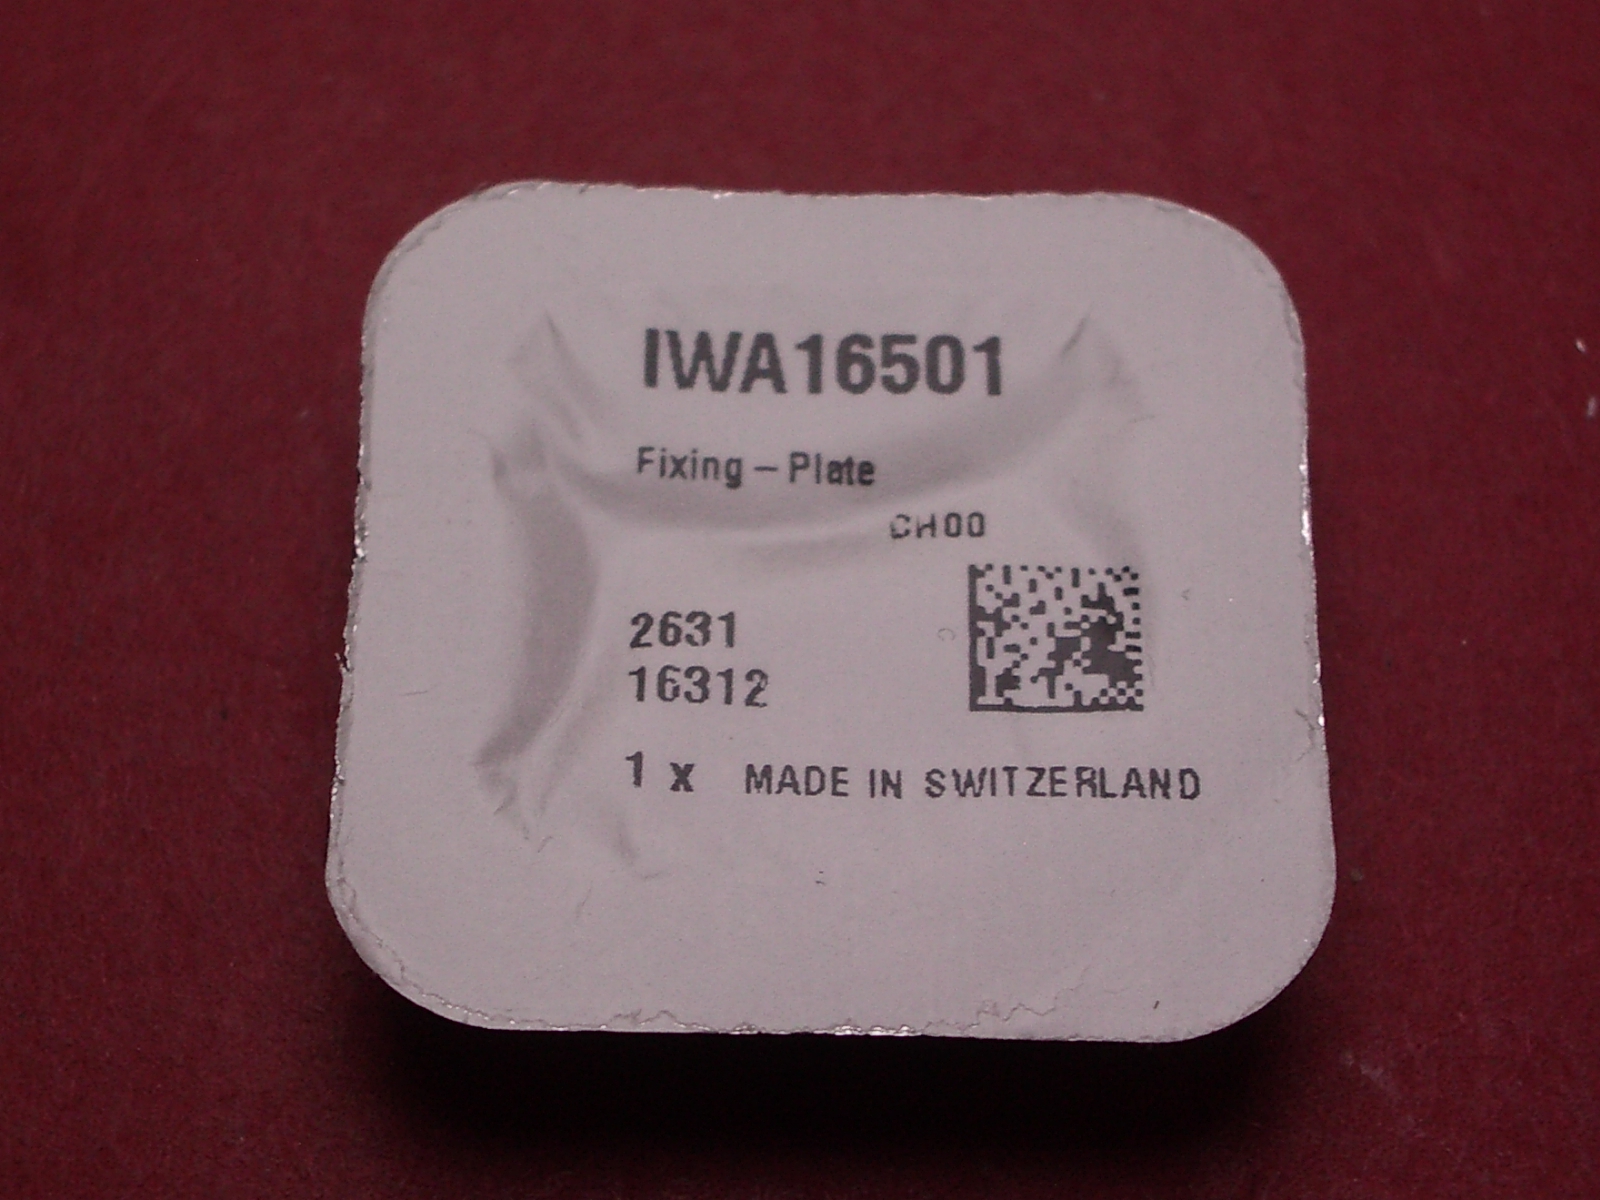 IWA16501
Fixing – Plate
CH00
2631
16312
1 x MADE IN SWITZERLAND